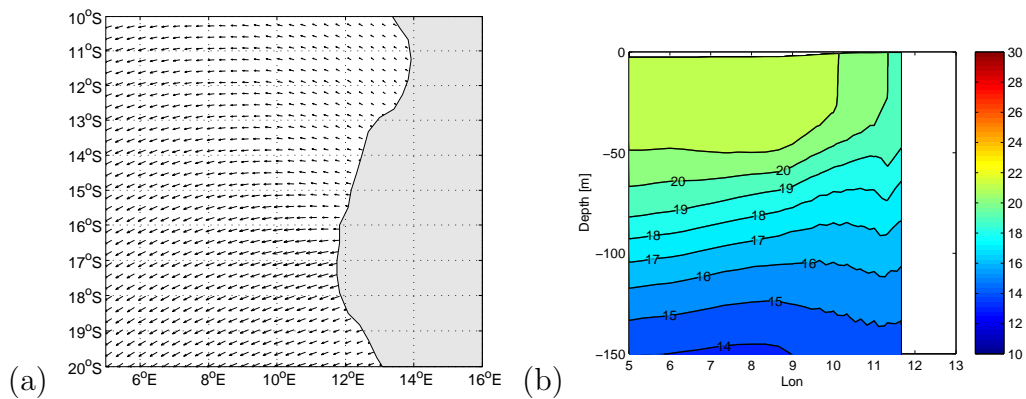 10°S
11°S
12°S
13°S
14°S
15°S
16°S
17°S
18°S
19°S
20°S
6°E 8°E 10°E 12°E 14°E 16°E
(a)
0
−50
−100
−150
Depth [m]
20 20
19 19
18 18
17 17
16 16
15 15
14
5 6 7 8 9 10 11 12 13
Lon
30
28
26
24
22
20
18
16
14
12
10
(b)